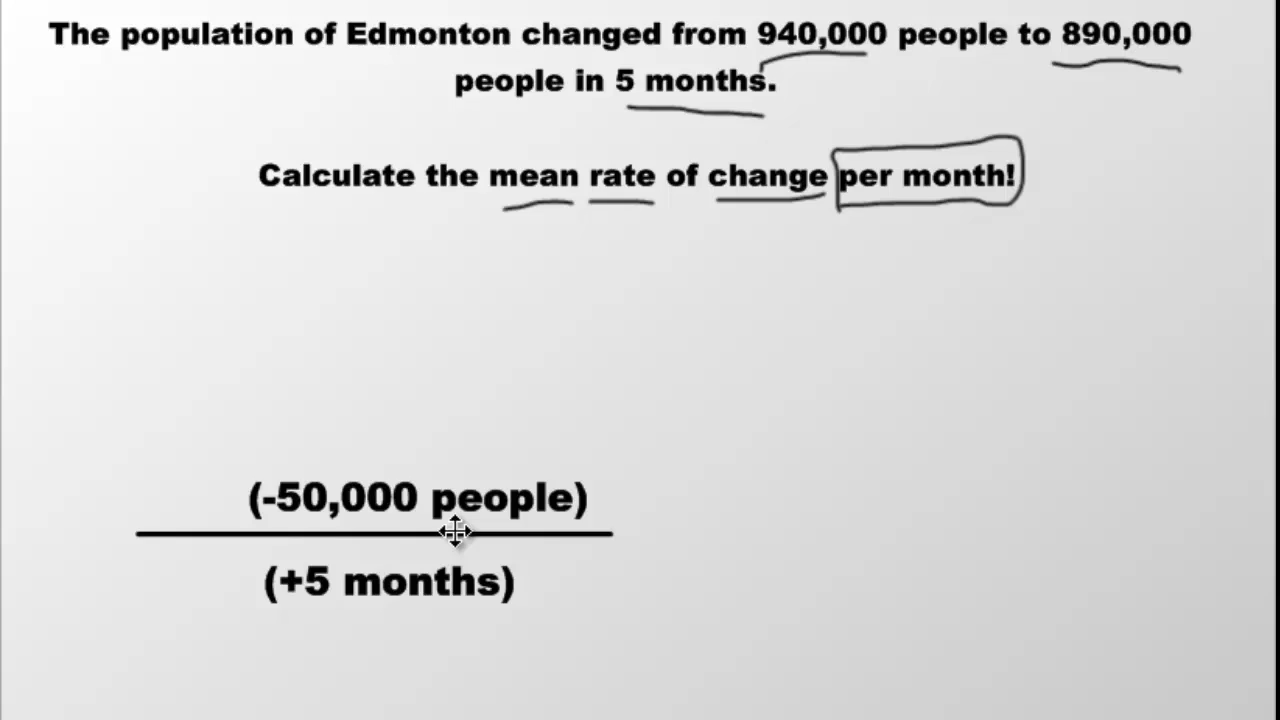 The population of Edmonton changed from 940,000 people to 890,000
people in 5 months.
Calculate the mean rate of change per month!
(-50,000 people)
(+5 months)